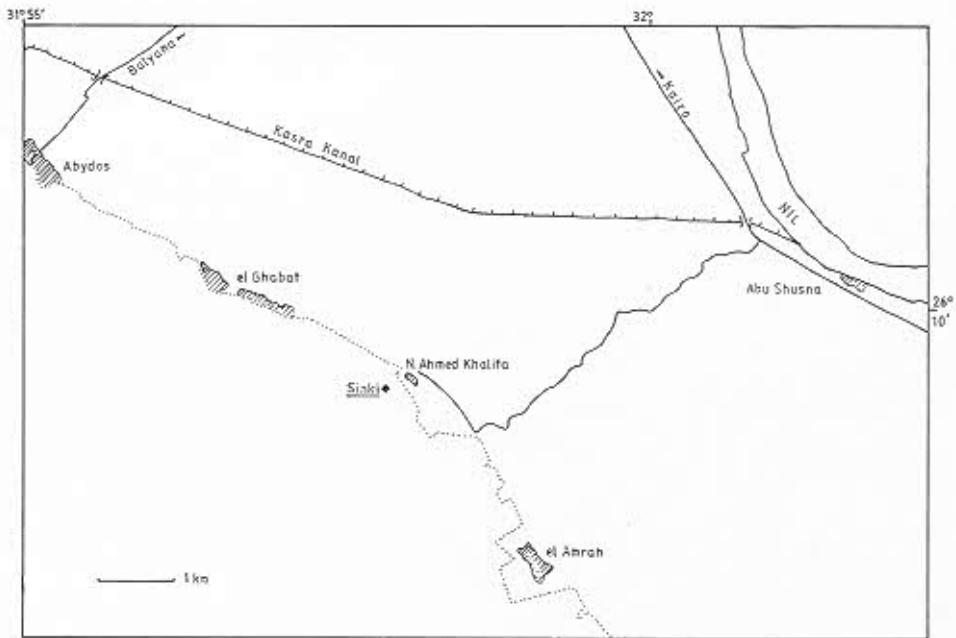 31°55'
32°
Balyana
Kairo
Kasra Kanal
Abydos
NIL
el Ghabat
Abu Shusha
26°
10'
N. Ahmed Khalifa
Sinki
el Amrah
1 km